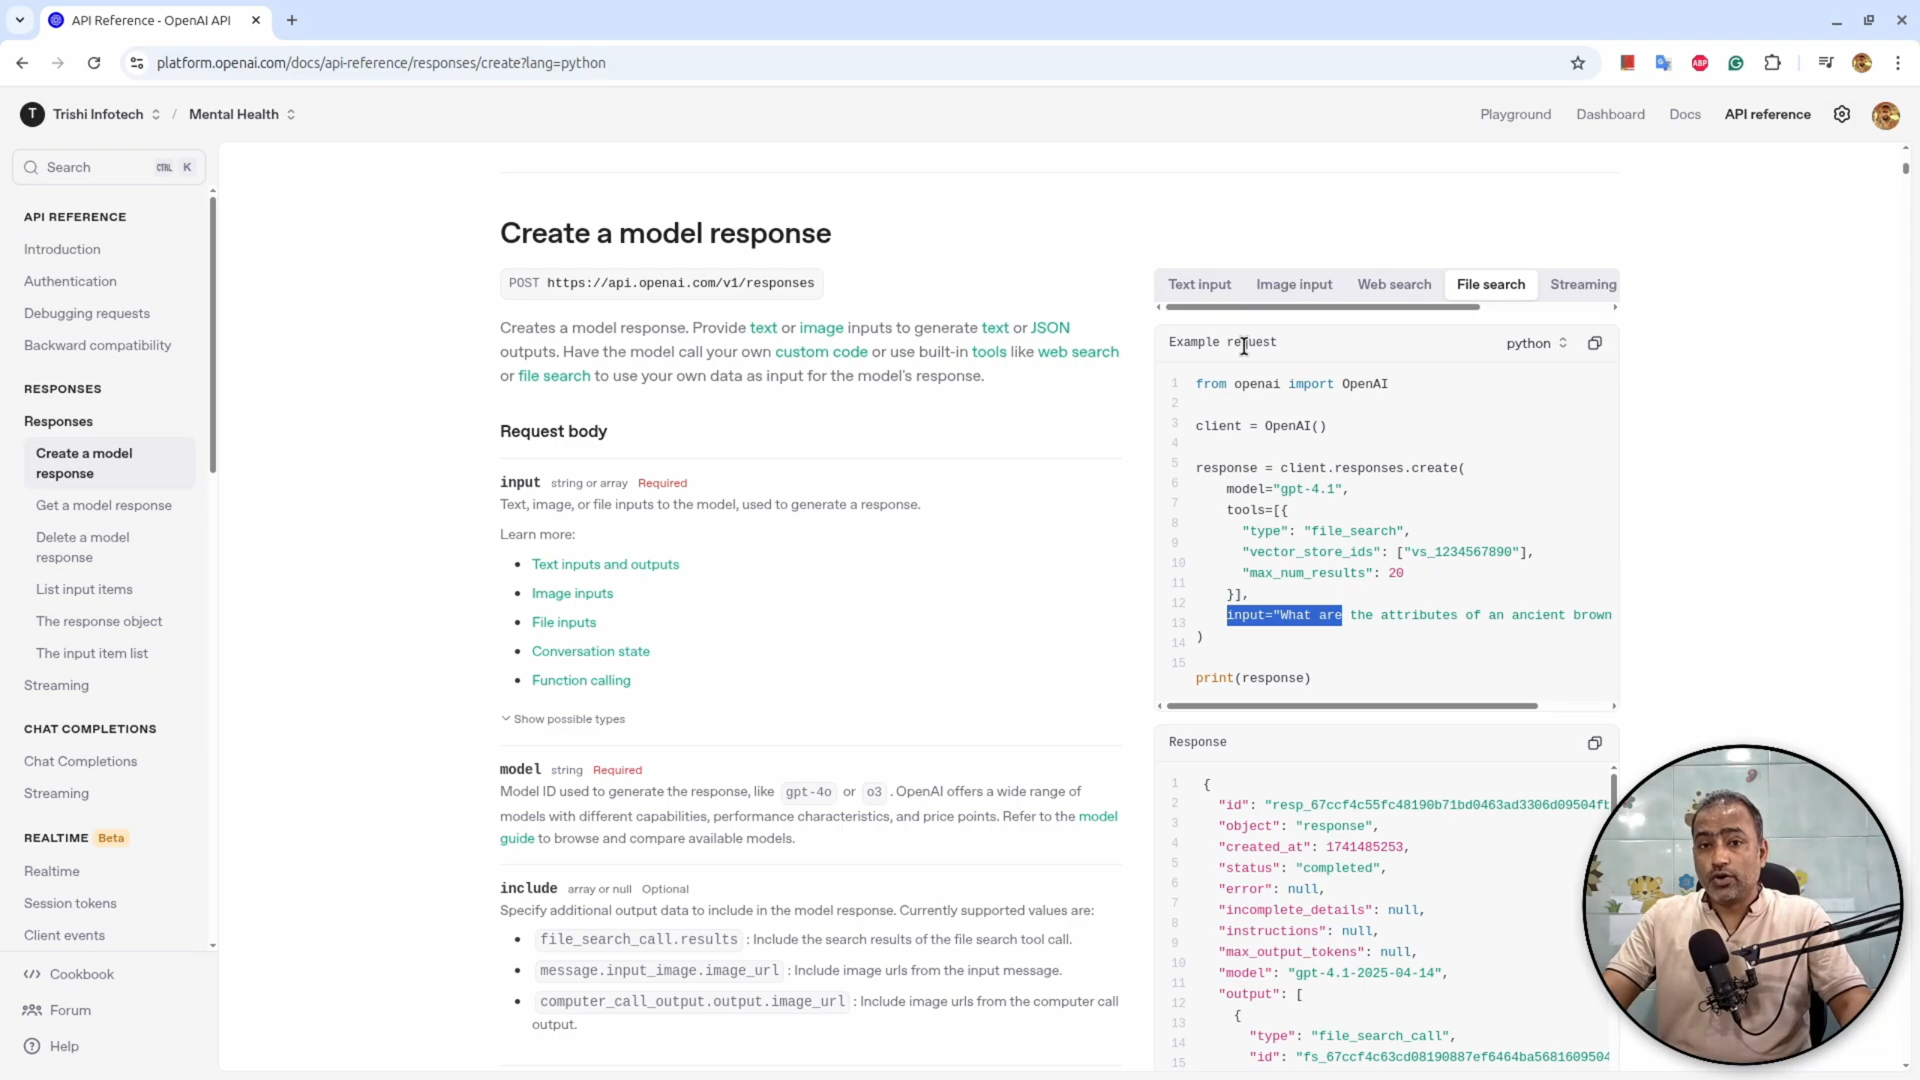 API Reference - OpenAI API
platform.openai.com/docs/api-reference/responses/create?lang=python
ABP
T Trishi Infotech / Mental Health
Playground
Dashboard
Docs
API reference
Search CTRL K
API REFERENCE
Introduction
Authentication
Debugging requests
Backward compatibility
RESPONSES
Responses
Create a model
response
Get a model response
Delete a model
response
List input items
The response object
The input item list
Streaming
CHAT COMPLETIONS
Chat Completions
Streaming
REALTIME Beta
Realtime
Session tokens
Client events
Cookbook
Forum
Help
Create a model response
POST https://api.openai.com/v1/responses
Creates a model response. Provide text or image inputs to generate text or JSON
outputs. Have the model call your own custom code or use built-in tools like web search
or file search to use your own data as input for the model's response.
Request body
input string or array Required
Text, image, or file inputs to the model, used to generate a response.
Learn more:
Text inputs and outputs
Image inputs
File inputs
Conversation state
Function calling
Show possible types
model string Required
Model ID used to generate the response, like gpt-4o or o3 . OpenAI offers a wide range of
models with different capabilities, performance characteristics, and price points. Refer to the model
guide to browse and compare available models.
include array or null Optional
Specify additional output data to include in the model response. Currently supported values are:
file_search_call.results : Include the search results of the file search tool call.
message.input_image.image_url : Include image urls from the input message.
computer_call_output.output.image_url : Include image urls from the computer call
output.
Text input Image input Web search File search Streaming
Example request python
1 from openai import OpenAI
2
3 client = OpenAI()
4
5 response = client.responses.create(
6 model="gpt-4.1",
7 tools=[{
8 "type": "file_search",
9 "vector_store_ids": ["vs_1234567890"],
10 "max_num_results": 20
11 }],
12 input="What are the attributes of an ancient brown
13 )
14
15 print(response)
Response
1 {
2 "id": "resp_67ccf4c55fc48190b71bd0463ad3306d09504fb
3 "object": "response",
4 "created_at": 1741485253,
5 "status": "completed",
6 "error": null,
7 "incomplete_details": null,
8 "instructions": null,
9 "max_output_tokens": null,
10 "model": "gpt-4.1-2025-04-14",
11 "output": [
12 {
13 "type": "file_search_call",
14 "id": "fs_67ccf4c63cd08190887ef6464ba5681609504
15